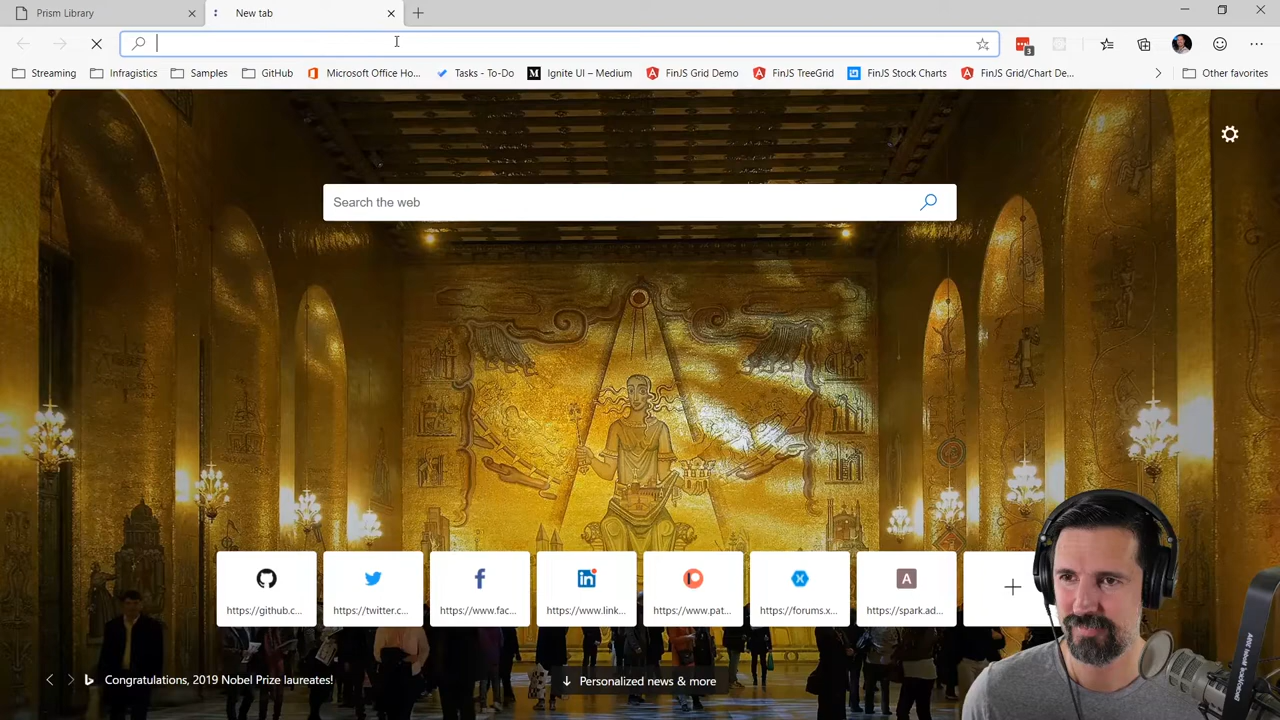 Prism Library
New tab
3
Streaming
Infragistics
Samples
GitHub
Microsoft Office Ho...
Tasks - To-Do
Ignite UI – Medium
FinJS Grid Demo
FinJS TreeGrid
FinJS Stock Charts
FinJS Grid/Chart De...
Other favorites
Search the web
https://github.c...
https://twitter.c...
https://www.fac...
https://www.link...
https://www.pat...
https://forums.x...
A
https://spark.ad...
Congratulations, 2019 Nobel Prize laureates!
Personalized news & more